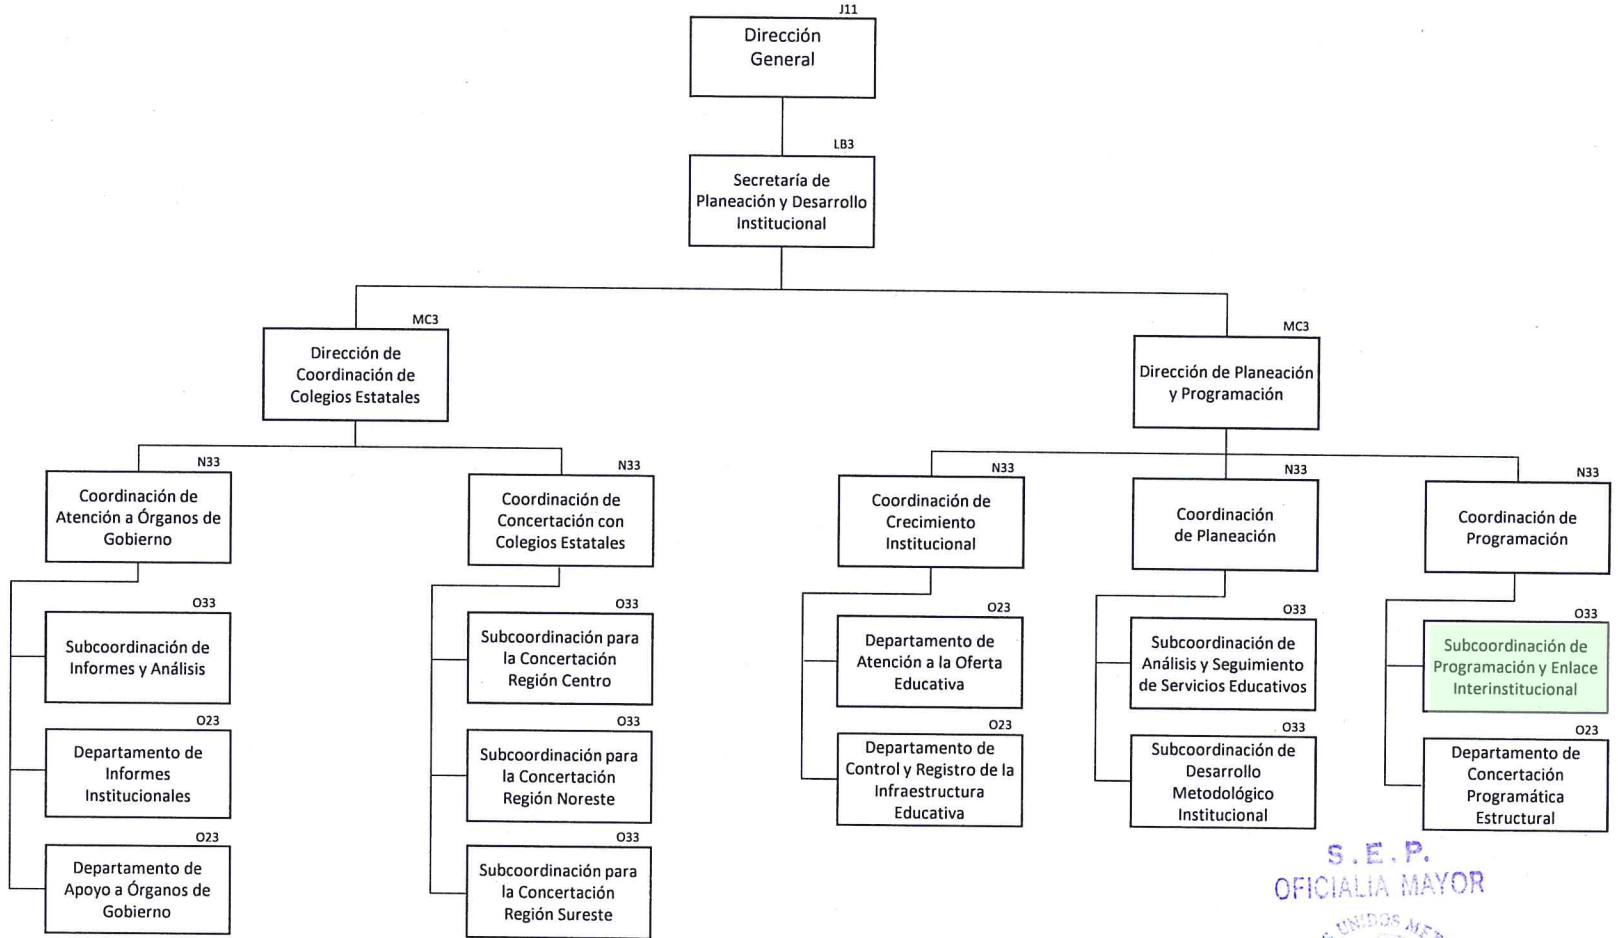 J11
Dirección
General
LB3
Secretaría de
Planeación y Desarrollo
Institucional
MC3
Dirección de
Coordinación de
Colegios Estatales
MC3
Dirección de Planeación
y Programación
N33
Coordinación de
Atención a Órganos de
Gobierno
N33
Coordinación de
Concertación con
Colegios Estatales
N33
Coordinación de
Crecimiento
Institucional
N33
Coordinación
de Planeación
N33
Coordinación de
Programación
O33
Subcoordinación de
Informes y Análisis
O23
Departamento de
Informes
Institucionales
O23
Departamento de
Apoyo a Órganos de
Gobierno
O33
Subcoordinación para
la Concertación
Región Centro
O33
Subcoordinación para
la Concertación
Región Noreste
O33
Subcoordinación para
la Concertación
Región Sureste
O23
Departamento de
Atención a la Oferta
Educativa
O23
Departamento de
Control y Registro de la
Infraestructura
Educativa
O33
Subcoordinación de
Análisis y Seguimiento
de Servicios Educativos
O33
Subcoordinación de
Desarrollo
Metodológico
Institucional
O33
Subcoordinación de
Programación y Enlace
Interinstitucional
O23
Departamento de
Concertación
Programática
Estructural
S.E.P.
OFICIALIA MAYOR
UNIDOS